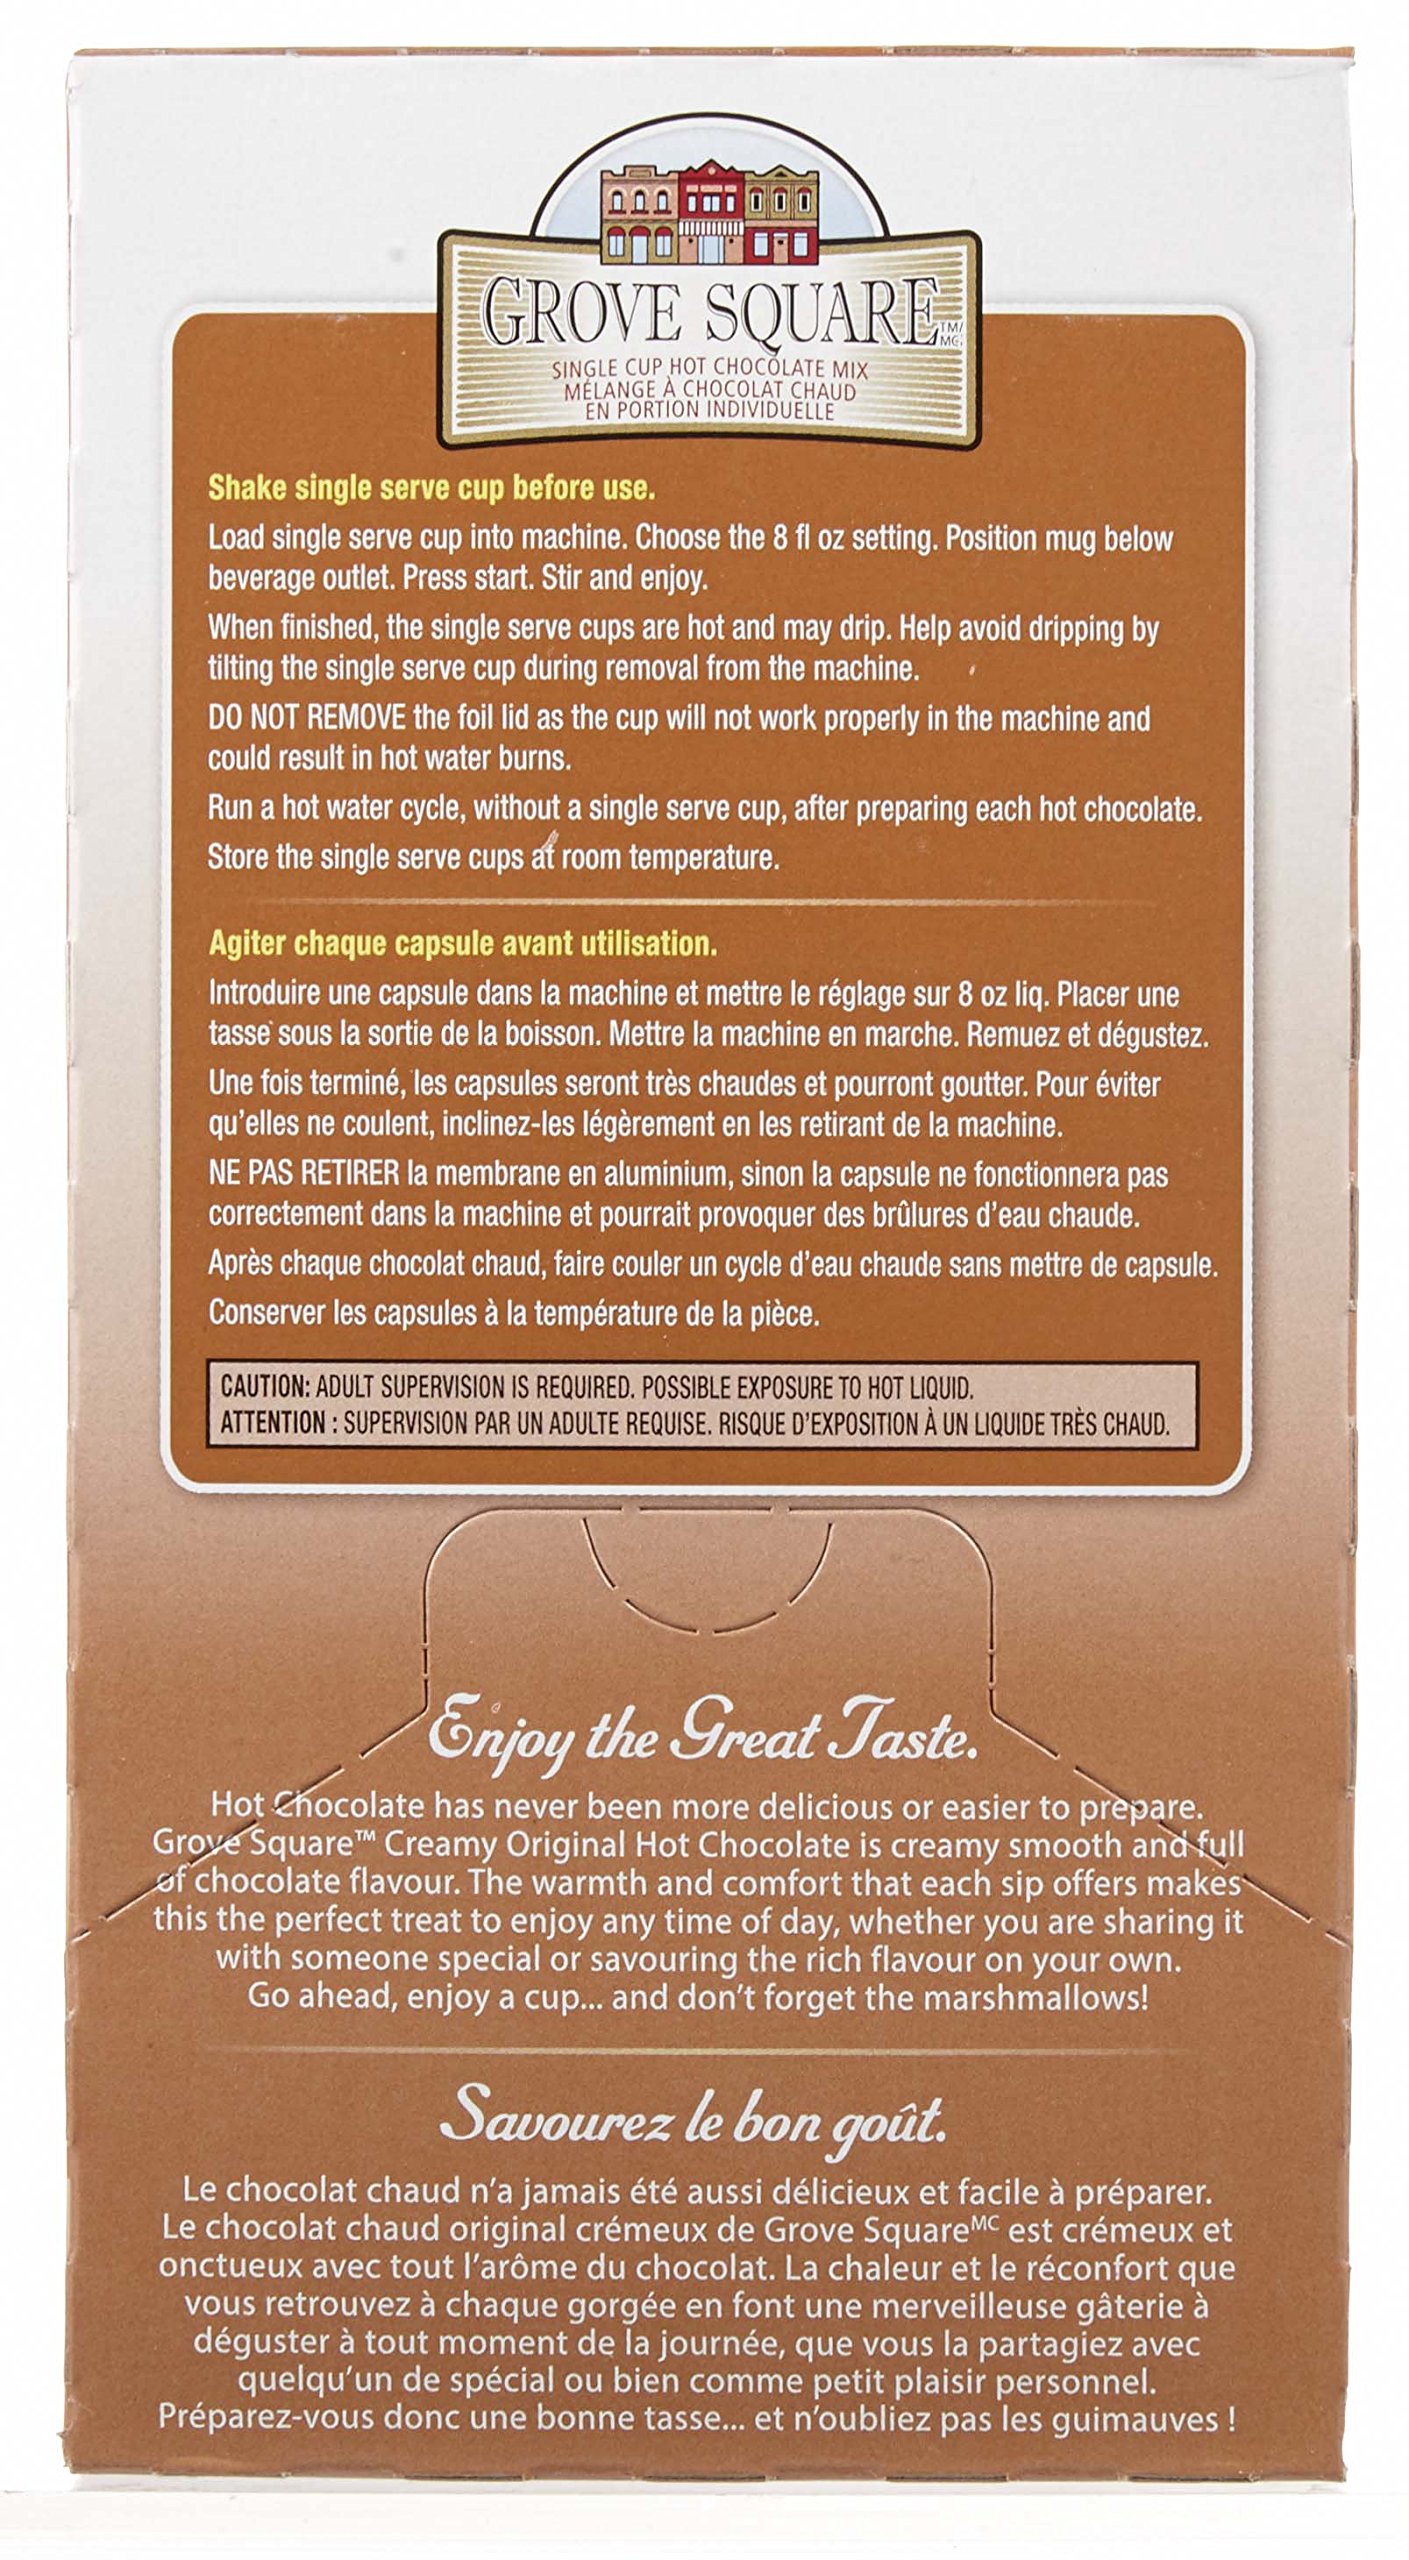 GROVE SQUARE TM/MC
SINGLE CUP HOT CHOCOLATE MIX
MÉLANGE À CHOCOLAT CHAUD
EN PORTION INDIVIDUELLE
Shake single serve cup before use.
Load single serve cup into machine. Choose the 8 fl oz setting. Position mug below
beverage outlet. Press start. Stir and enjoy.
When finished, the single serve cups are hot and may drip. Help avoid dripping by
tilting the single serve cup during removal from the machine.
DO NOT REMOVE the foil lid as the cup will not work properly in the machine and
could result in hot water burns.
Run a hot water cycle, without a single serve cup, after preparing each hot chocolate.
Store the single serve cups at room temperature.
Agiter chaque capsule avant utilisation.
Introduire une capsule dans la machine et mettre le réglage sur 8 oz liq. Placer une
tasse sous la sortie de la boisson. Mettre la machine en marche. Remuez et dégustez.
Une fois terminé, les capsules seront très chaudes et pourront goutter. Pour éviter
qu'elles ne coulent, inclinez-les légèrement en les retirant de la machine.
NE PAS RETIRER la membrane en aluminium, sinon la capsule ne fonctionnera pas
correctement dans la machine et pourrait provoquer des brûlures d'eau chaude.
Après chaque chocolat chaud, faire couler un cycle d'eau chaude sans mettre de capsule.
Conserver les capsules à la température de la pièce.
CAUTION: ADULT SUPERVISION IS REQUIRED. POSSIBLE EXPOSURE TO HOT LIQUID.
ATTENTION : SUPERVISION PAR UN ADULTE REQUISE. RISQUE D'EXPOSITION À UN LIQUIDE TRÈS CHAUD.
Enjoy the Great Taste.
Hot Chocolate has never been more delicious or easier to prepare.
Grove Square™ Creamy Original Hot Chocolate is creamy smooth and full
of chocolate flavour. The warmth and comfort that each sip offers makes
this the perfect treat to enjoy any time of day, whether you are sharing it
with someone special or savouring the rich flavour on your own.
Go ahead, enjoy a cup... and don't forget the marshmallows!
Savourez le bon goût.
Le chocolat chaud n'a jamais été aussi délicieux et facile à préparer.
Le chocolat chaud original crémeux de Grove SquareMC est crémeux et
onctueux avec tout l'arôme du chocolat. La chaleur et le réconfort que
vous retrouvez à chaque gorgée en font une merveilleuse gâterie à
déguster à tout moment de la journée, que vous la partagiez avec
quelqu'un de spécial ou bien comme petit plaisir personnel.
Préparez-vous donc une bonne tasse... et n'oubliez pas les guimauves !